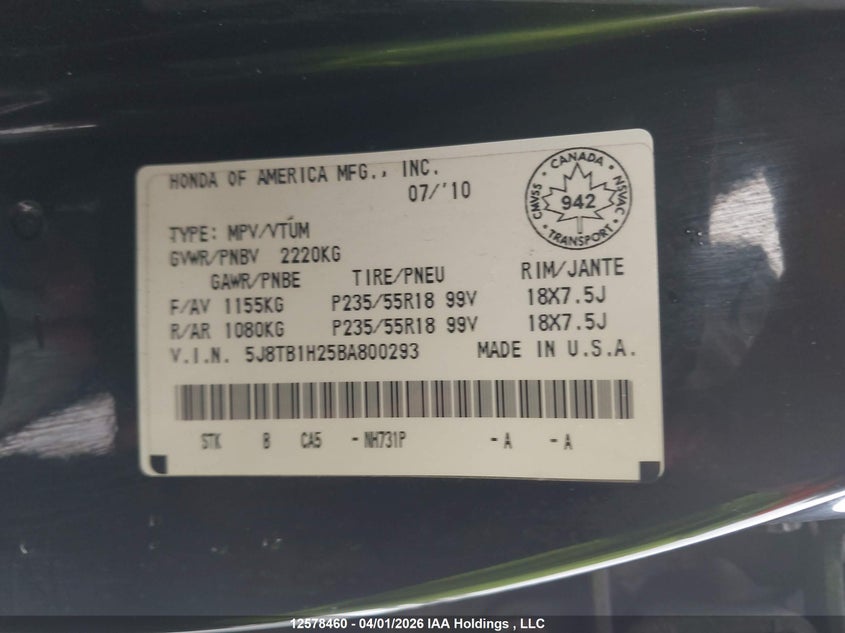 HONDA OF AMERICA MFG., INC.
07/'10
CANADA
CMVSS 942 NSVAC
TRANSPORT
TYPE: MPV/VTÚM
GVWR/PNBV 2220KG
GAWR/PNBE TIRE/PNEU RIM/JANTE
F/AV 1155KG P235/55R18 99V 18X7.5J
R/AR 1080KG P235/55R18 99V 18X7.5J
V.I.N. 5J8TB1H25BA800293 MADE IN U.S.A.
STK B CA5 - NH731P - A - A
12578460 - 04/01/2026 IAA Holdings , LLC